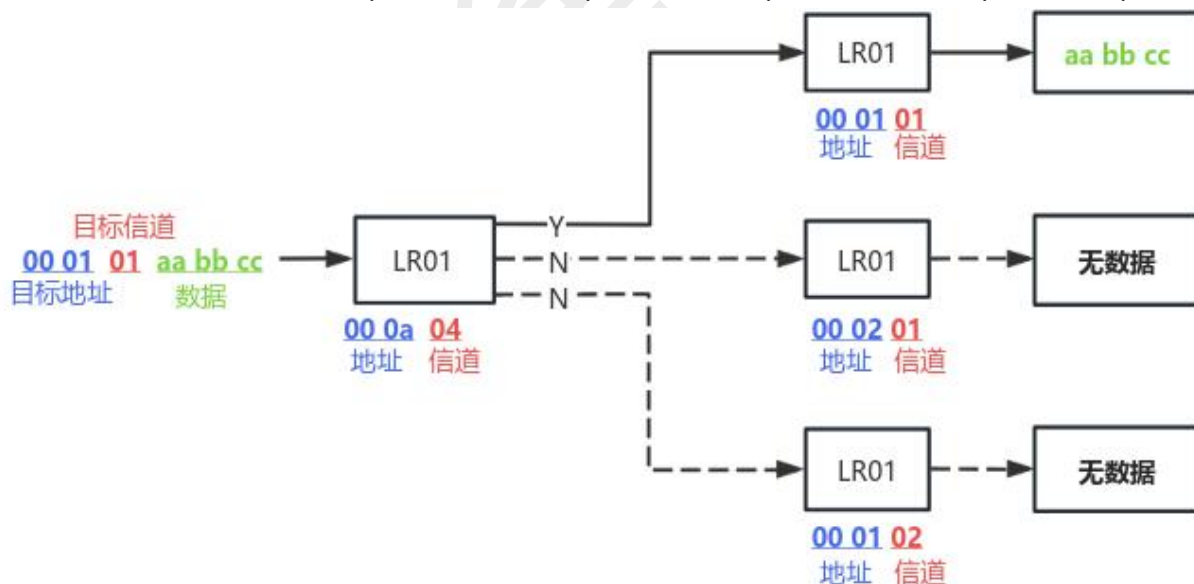 LR01
aa bb cc
00 01 01
地址 信道
目标信道
00 01 01 aa bb cc
目标地址 数据
LR01
00 0a 04
地址 信道
Y
N
N
LR01
无数据
00 02 01
地址 信道
LR01
无数据
00 01 02
地址 信道